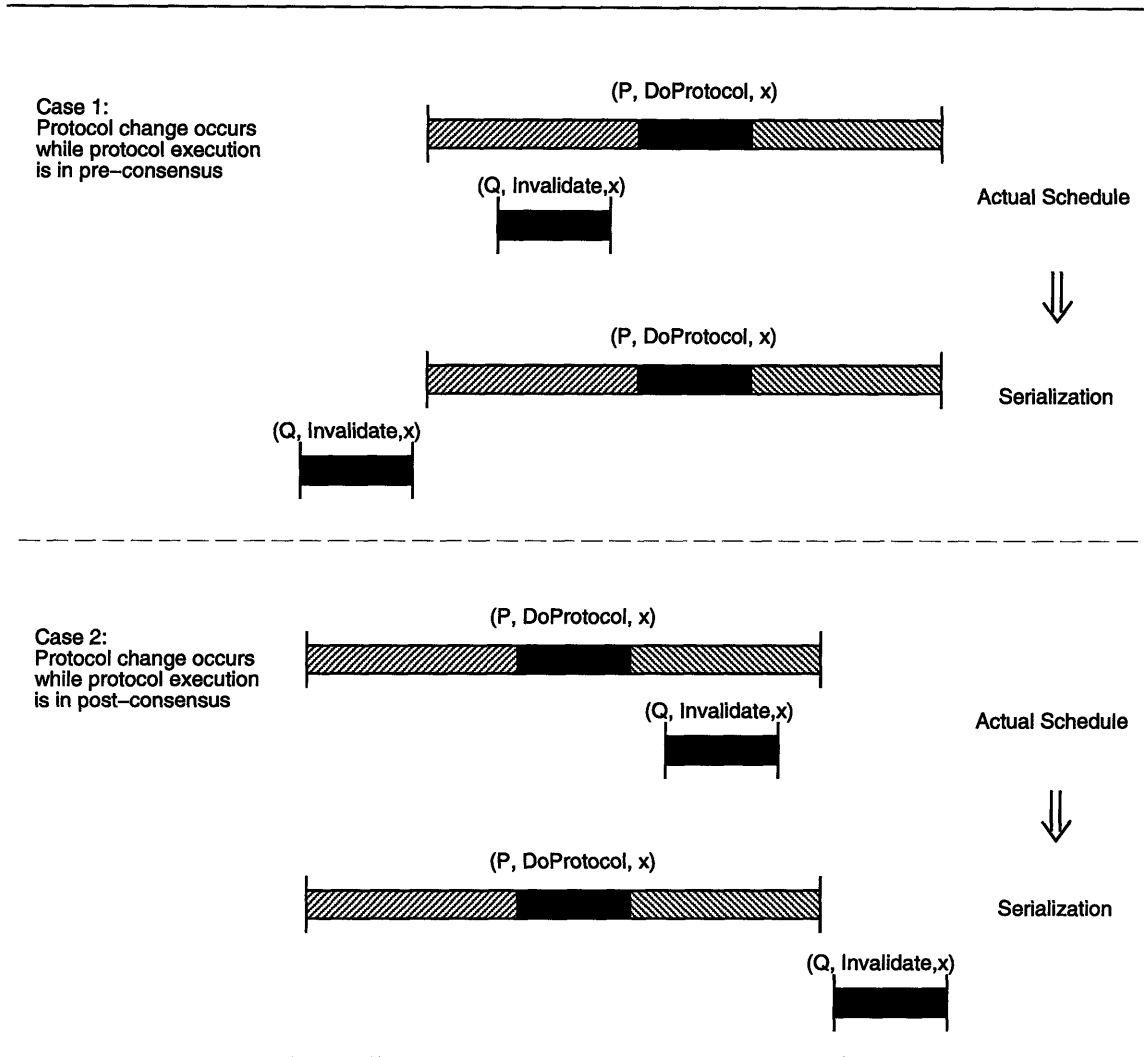 (P, DoProtocol, x)
Case 1:
Protocol change occurs
while protocol execution
is in pre–consensus
(Q, Invalidate,x)
Actual Schedule
(P, DoProtocol, x)
Serialization
(Q, Invalidate,x)
(P, DoProtocol, x)
Case 2:
Protocol change occurs
while protocol execution
is in post–consensus
(Q, Invalidate,x)
Actual Schedule
(P, DoProtocol, x)
Serialization
(Q, Invalidate,x)